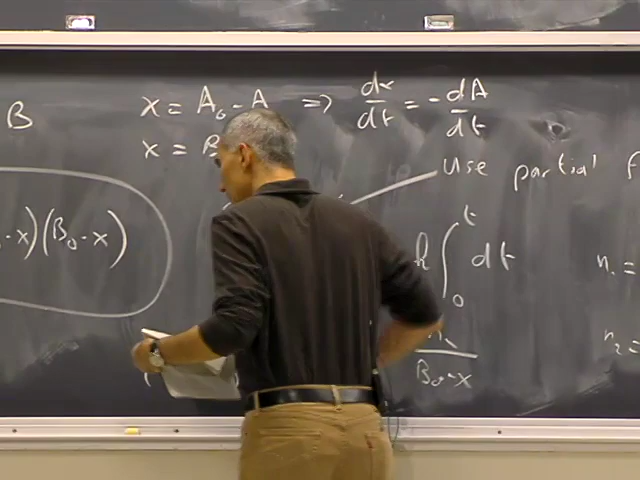 B
x = A₀ - A ⇒ dx/dt = - dA/dt
x = B
Use partial
- x)(B₀ - x)
k ∫₀ᵗ dt
n₁ =
n₂ =
B₀ - x